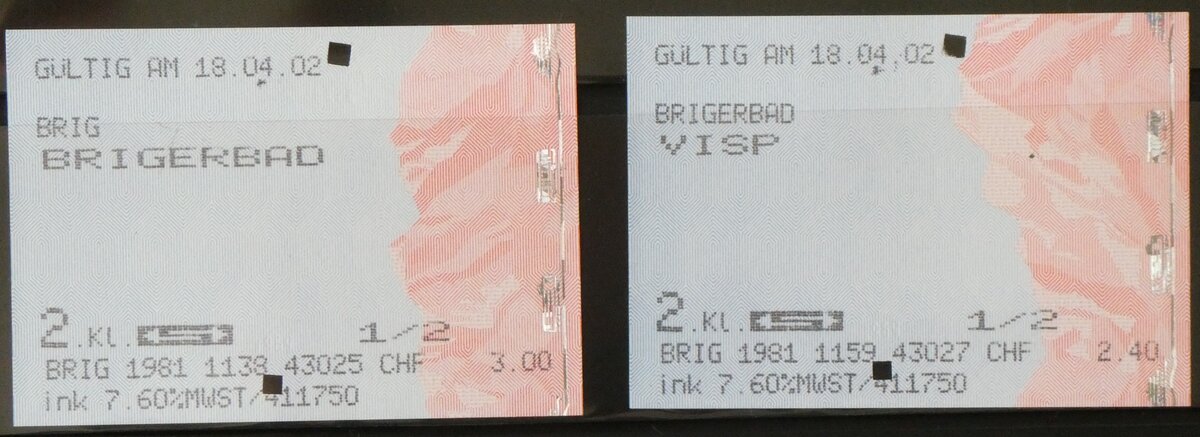 GÜLTIG AM 18.04.02
BRIG
BRIGERBAD
2.Kl.
1/2
BRIG 1981 1138 43025 CHF 3.00
ink 7.60%MWST/411750
GÜLTIG AM 18.04.02
BRIGERBAD
VISP
2.Kl.
1/2
BRIG 1981 1159 43027 CHF 2.40
ink 7.60%MWST/411750